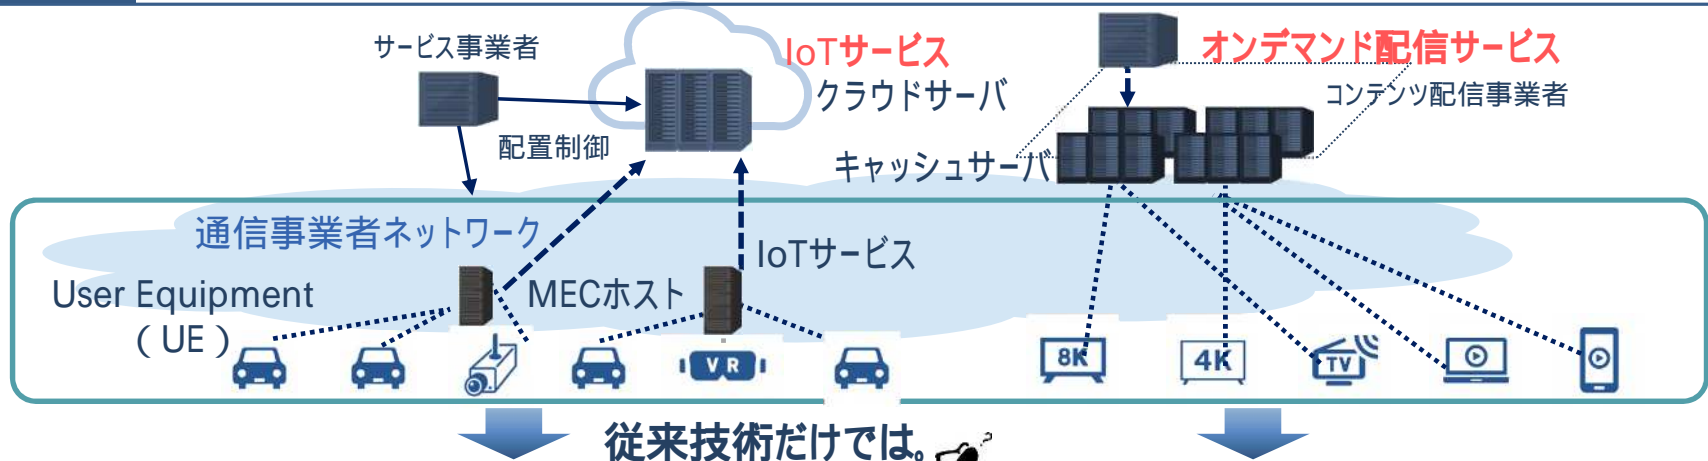 サービス事業者
IoTサービス
クラウドサーバ
オンデマンド配信サービス
コンテンツ配信事業者
配置制御
キャッシュサーバ
通信事業者ネットワーク
IoTサービス
User Equipment
（UE）
MECホスト
VR
8K
4K
TV
従来技術だけでは。
?